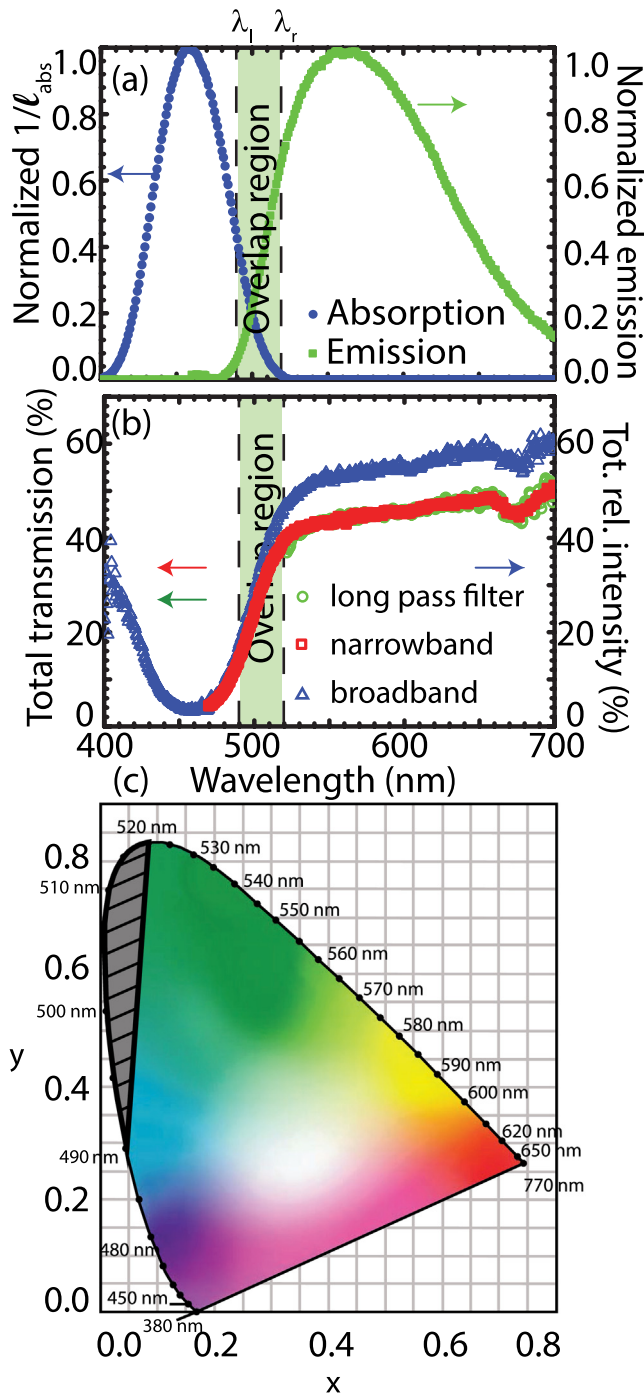 λl λr
(a)
Normalized 1/ℓabs
1.0
0.8
0.6
0.4
0.2
0.0
Overlap region
Absorption
Emission
1.0
0.8
0.6
0.4
0.2
0.0
Normalized emission
(b)
Total transmission (%)
60
40
20
0
Overlap region
long pass filter
narrowband
broadband
60
40
20
0
Tot. rel. intensity (%)
400 500 600 700
Wavelength (nm)
(c)
y
0.8
0.6
0.4
0.2
0.0
520 nm
530 nm
510 nm
540 nm
550 nm
560 nm
570 nm
500 nm
580 nm
590 nm
600 nm
620 nm
650 nm
490 nm
770 nm
480 nm
450 nm
380 nm
0.0 0.2 0.4 0.6 0.8
x